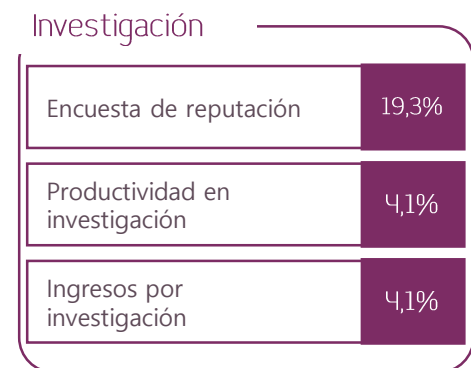 Investigación
Encuesta de reputación 19,3%
Productividad en
investigación 4,1%
Ingresos por
investigación 4,1%